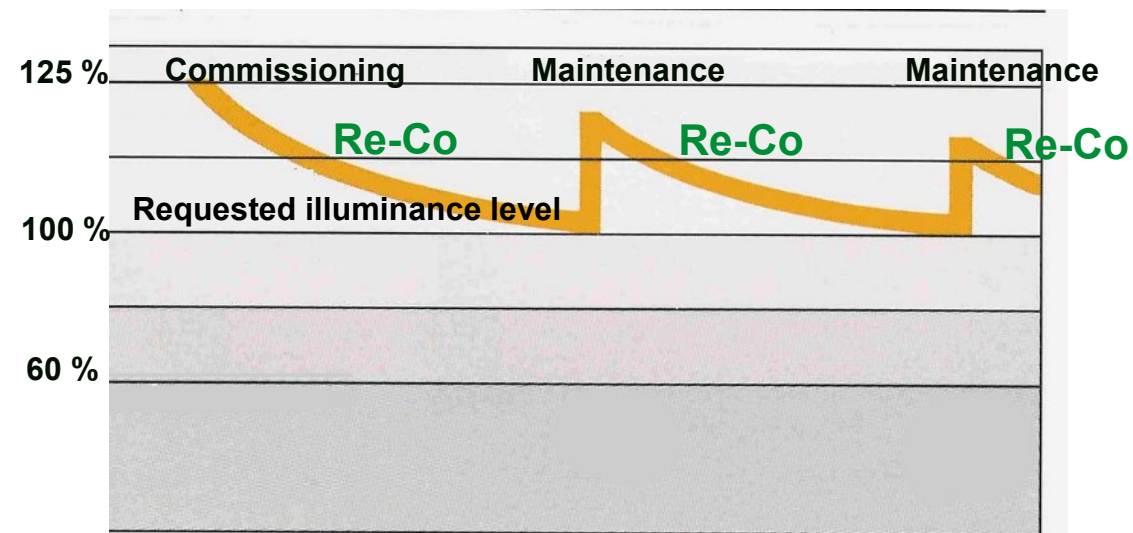 125 %
Commissioning
Maintenance
Maintenance
Re-Co
Re-Co
Re-Co
Requested illuminance level
100 %
60 %